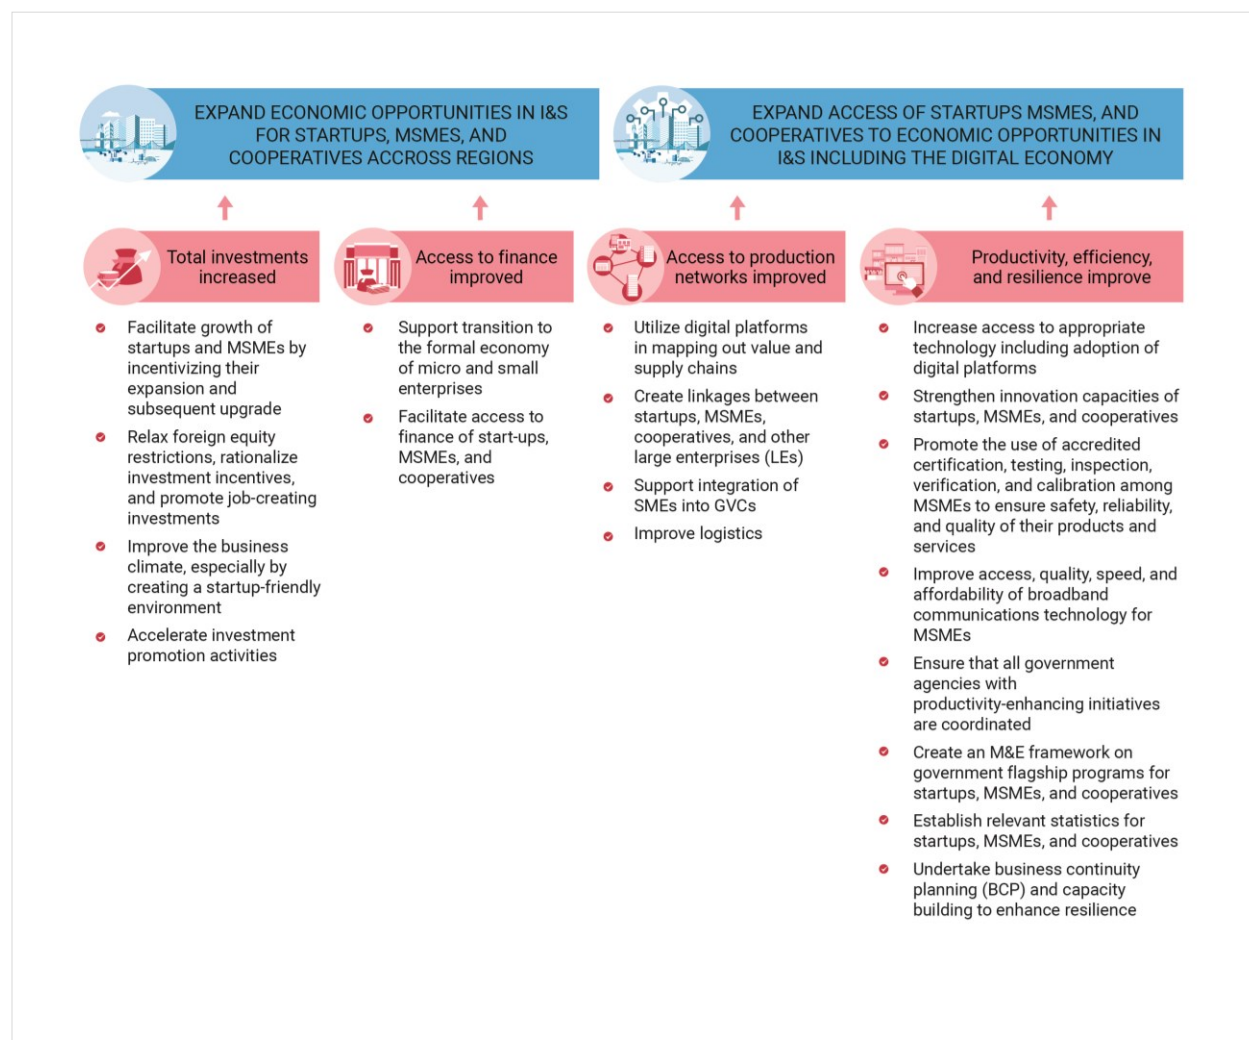 EXPAND ECONOMIC OPPORTUNITIES IN I&S
FOR STARTUPS, MSMES, AND
COOPERATIVES ACCROSS REGIONS
EXPAND ACCESS OF STARTUPS MSMES, AND
COOPERATIVES TO ECONOMIC OPPORTUNITIES IN
I&S INCLUDING THE DIGITAL ECONOMY
Total investments
increased
Facilitate growth of
startups and MSMEs by
incentivizing their
expansion and
subsequent upgrade
Relax foreign equity
restrictions, rationalize
investment incentives,
and promote job-creating
investments
Improve the business
climate, especially by
creating a startup-friendly
environment
Accelerate investment
promotion activities
Access to finance
improved
Support transition to
the formal economy
of micro and small
enterprises
Facilitate access to
finance of start-ups,
MSMEs, and
cooperatives
Access to production
networks improved
Utilize digital platforms
in mapping out value and
supply chains
Create linkages between
startups, MSMEs,
cooperatives, and other
large enterprises (LEs)
Support integration of
SMEs into GVCs
Improve logistics
Productivity, efficiency,
and resilience improve
Increase access to appropriate
technology including adoption of
digital platforms
Strengthen innovation capacities of
startups, MSMEs, and cooperatives
Promote the use of accredited
certification, testing, inspection,
verification, and calibration among
MSMEs to ensure safety, reliability,
and quality of their products and
services
Improve access, quality, speed, and
affordability of broadband
communications technology for
MSMEs
Ensure that all government
agencies with
productivity-enhancing initiatives
are coordinated
Create an M&E framework on
government flagship programs for
startups, MSMEs, and cooperatives
Establish relevant statistics for
startups, MSMEs, and cooperatives
Undertake business continuity
planning (BCP) and capacity
building to enhance resilience